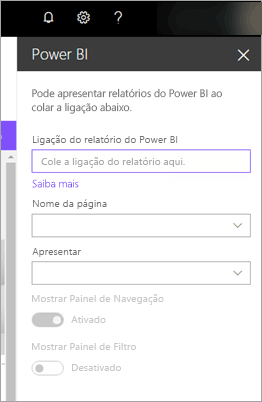 Power BI
Pode apresentar relatórios do Power BI ao
colar a ligação abaixo.
Ligação do relatório do Power BI
Cole a ligação do relatório aqui.
Saiba mais
Nome da página
Apresentar
Mostrar Painel de Navegação
Ativado
Mostrar Painel de Filtro
Desativado